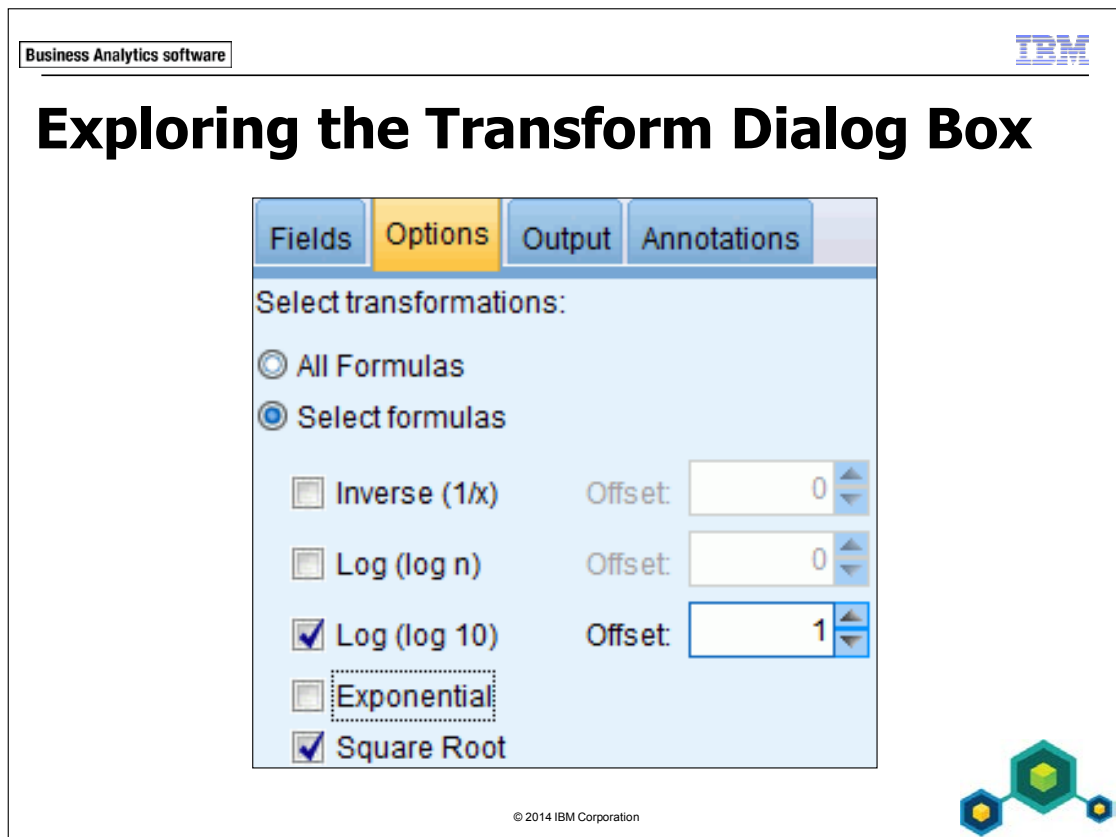 Business Analytics software
IBM
Exploring the Transform Dialog Box
Fields Options Output Annotations
Select transformations:
All Formulas
Select formulas
Inverse (1/x) Offset: 0
Log (log n) Offset: 0
Log (log 10) Offset: 1
Exponential
Square Root
© 2014 IBM Corporation